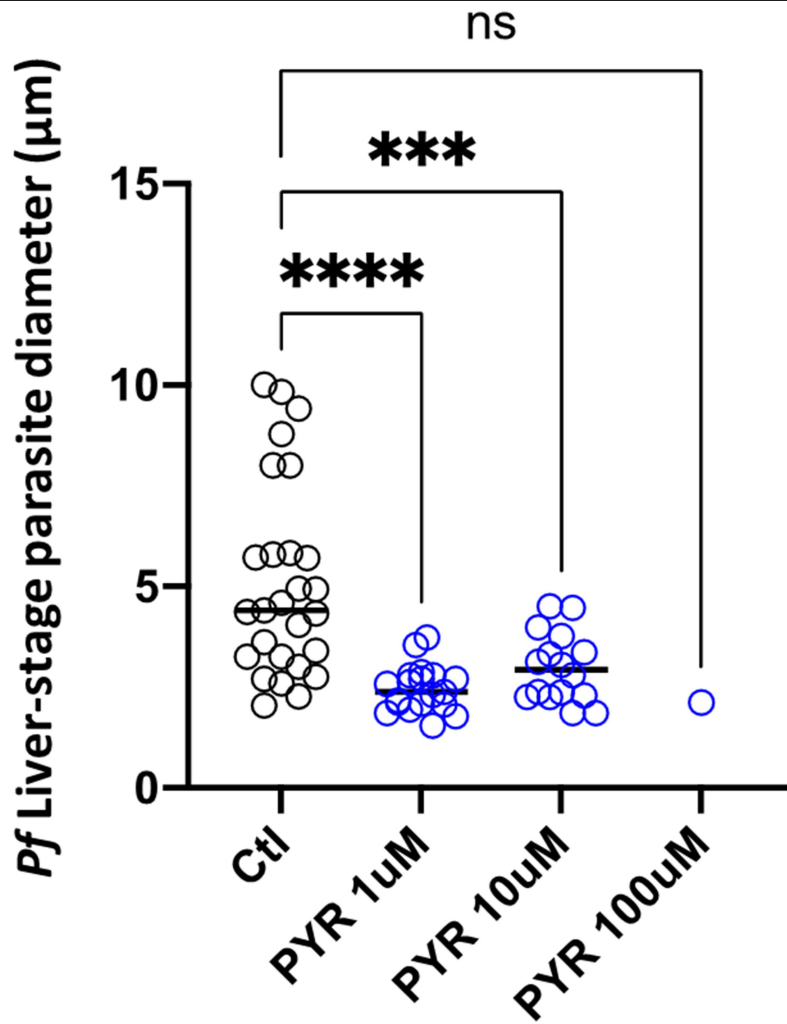 ns
***
****
Pf Liver-stage parasite diameter (μm)
15
10
5
0
Ctl
PYR 1uM
PYR 10uM
PYR 100uM